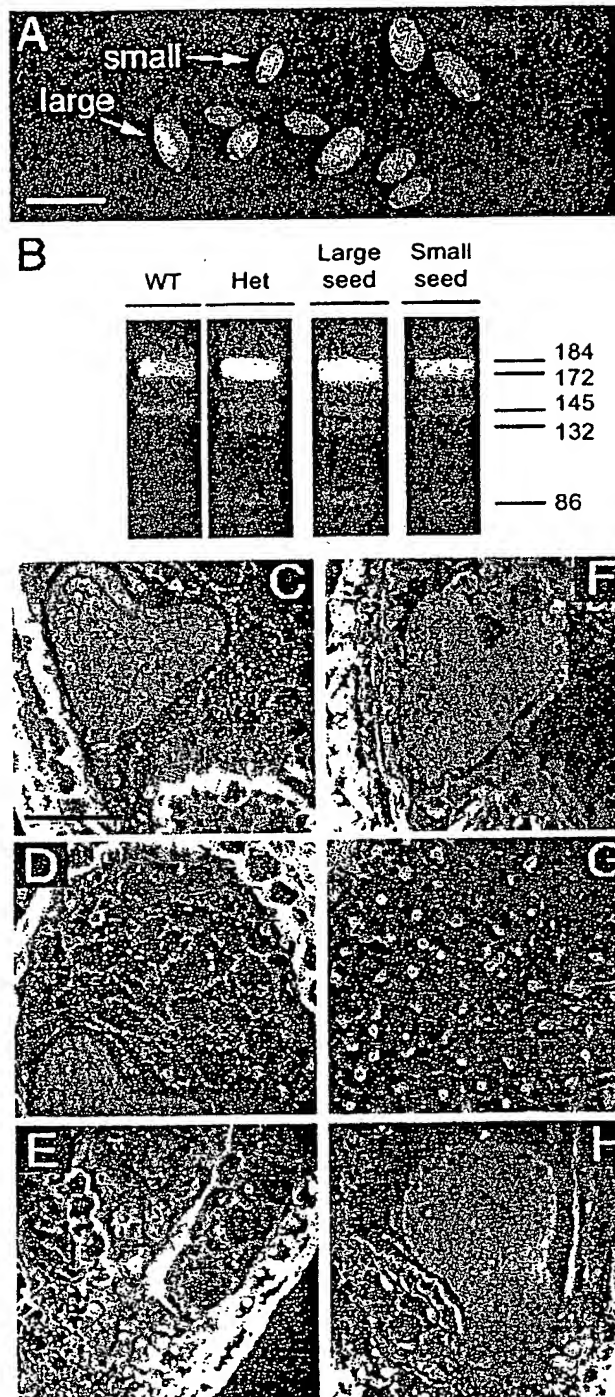 A
small
large
B
WT Het Large seed Small seed
184
172
145
132
86
C
F
D
G
E
H